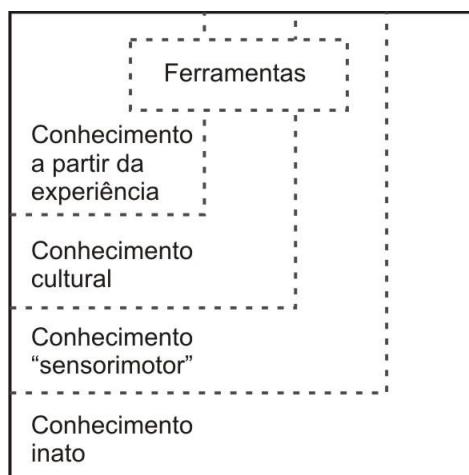 Ferramentas
Conhecimento
a partir da
experiência
Conhecimento
cultural
Conhecimento
“sensorimotor”
Conhecimento
inato